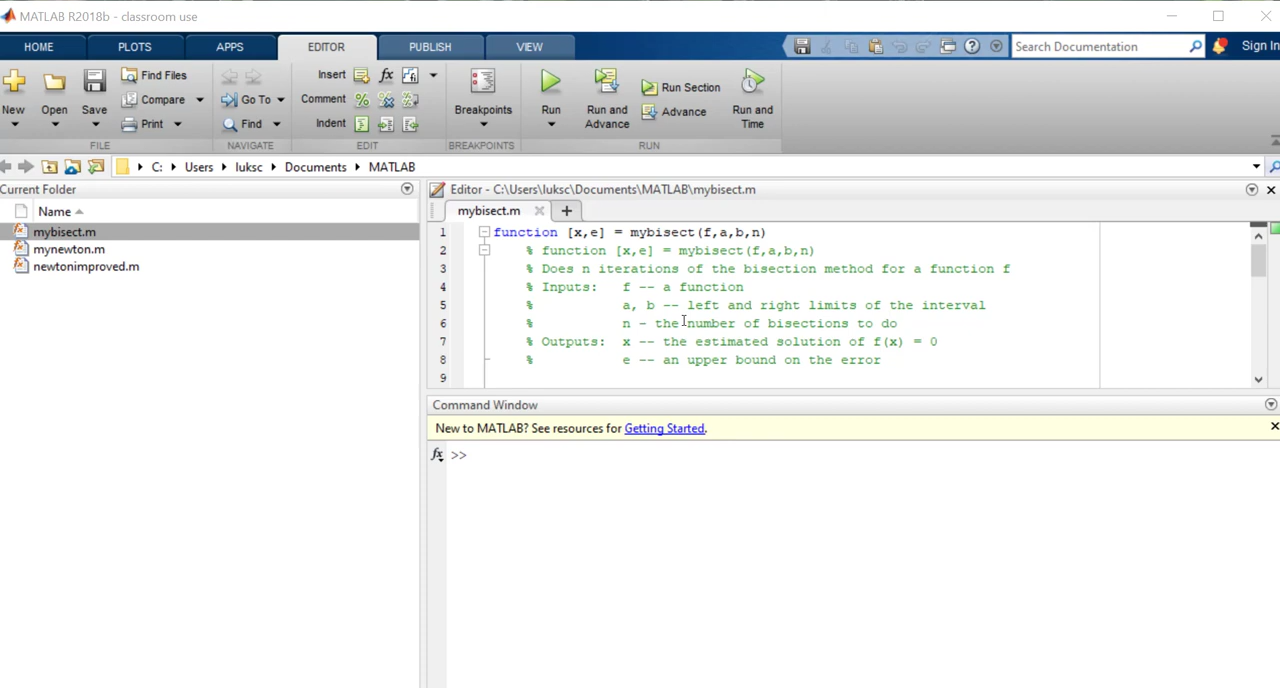 MATLAB R2018b - classroom use
HOME PLOTS APPS EDITOR PUBLISH VIEW Search Documentation Sign In
New Open Save Find Files Compare Print FILE
Go To Find NAVIGATE
Insert fx Comment % Indent EDIT
Breakpoints BREAKPOINTS
Run Run and Advance Run Section Advance Run and Time RUN
C: Users luksc Documents MATLAB
Current Folder
Name
mybisect.m
mynewton.m
newtonimproved.m
Editor - C:\Users\luksc\Documents\MATLAB\mybisect.m
mybisect.m
1 function [x,e] = mybisect(f,a,b,n)
2 % function [x,e] = mybisect(f,a,b,n)
3 % Does n iterations of the bisection method for a function f
4 % Inputs: f -- a function
5 % a, b -- left and right limits of the interval
6 % n - the number of bisections to do
7 % Outputs: x -- the estimated solution of f(x) = 0
8 % e -- an upper bound on the error
9
Command Window
New to MATLAB? See resources for Getting Started.
fx >>